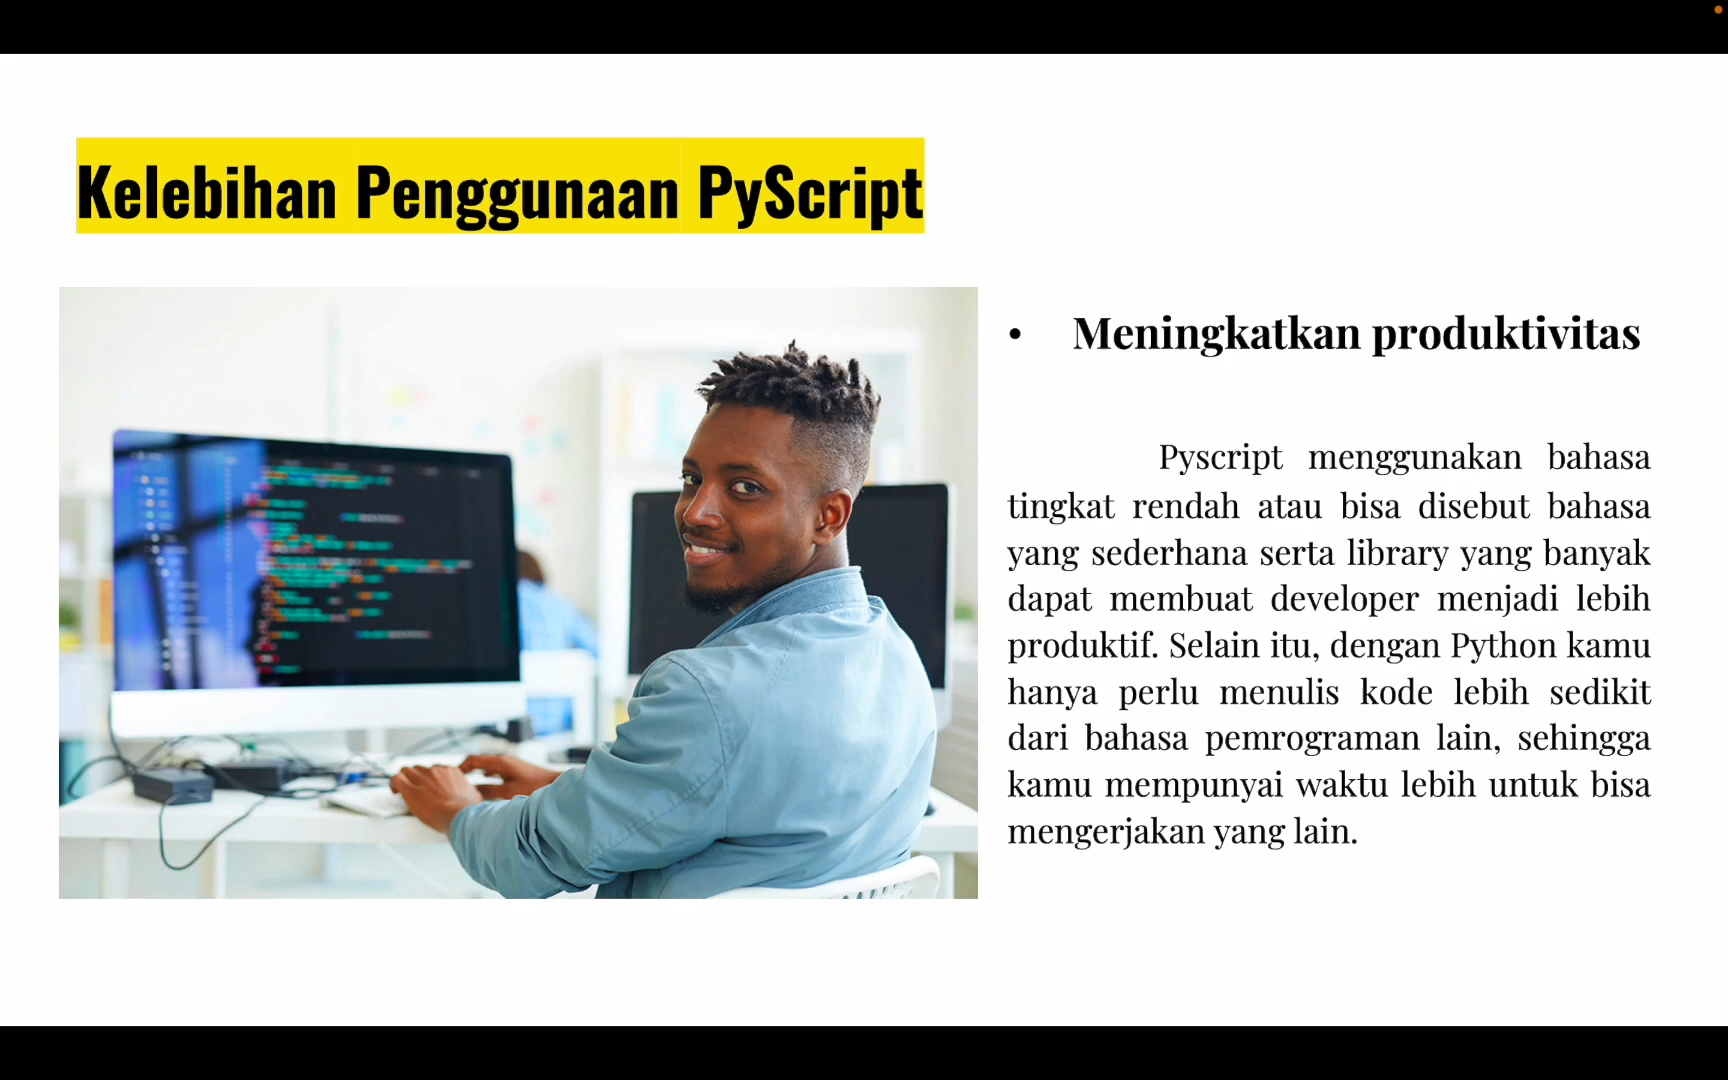 Kelebihan Penggunaan PyScript
• Meningkatkan produktivitas
Pyscript menggunakan bahasa
tingkat rendah atau bisa disebut bahasa
yang sederhana serta library yang banyak
dapat membuat developer menjadi lebih
produktif. Selain itu, dengan Python kamu
hanya perlu menulis kode lebih sedikit
dari bahasa pemrograman lain, sehingga
kamu mempunyai waktu lebih untuk bisa
mengerjakan yang lain.